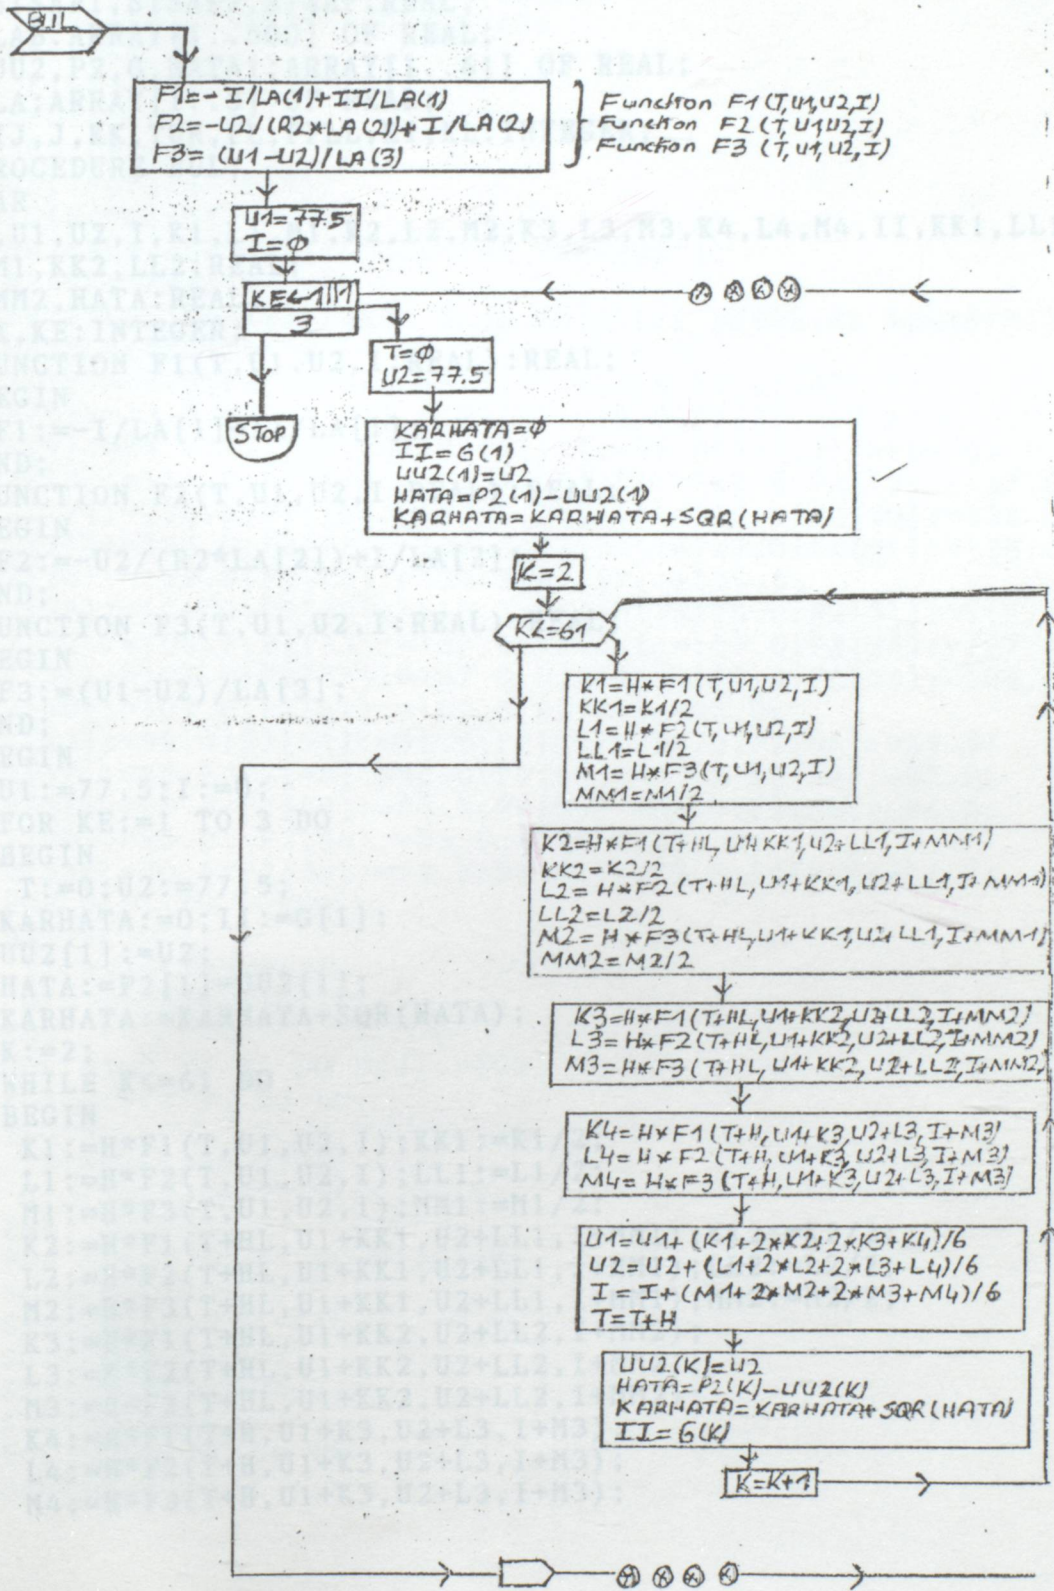 BUL
F1=-I/LA(1)+II/LA(1)
F2=-U2/(R2*LA(2))+I/LA(2)
F3=(U1-U2)/LA(3)
Function F1(T,U1,U2,I)
Function F2(T,U1,U2,I)
Function F3(T,U1,U2,I)
U1=77.5
I=φ
KE←1|1
3
T=φ
U2=77.5
STOP
KARHATA=φ
II=G(1)
UU2(1)=U2
HATA=P2(1)-UU2(1)
KARHATA=KARHATA+SQR(HATA)
K=2
K<=61
K1=H*F1(T,U1,U2,I)
KK1=K1/2
L1=H*F2(T,U1,U2,I)
LL1=L1/2
M1=H*F3(T,U1,U2,I)
MM1=M1/2
K2=H*F1(T+HL,U1+KK1,U2+LL1,I+MM1)
KK2=K2/2
L2=H*F2(T+HL,U1+KK1,U2+LL1,I+MM1)
LL2=L2/2
M2=H*F3(T+HL,U1+KK1,U2+LL1,I+MM1)
MM2=M2/2
K3=H*F1(T+HL,U1+KK2,U2+LL2,I+MM2)
L3=H*F2(T+HL,U1+KK2,U2+LL2,I+MM2)
M3=H*F3(T+HL,U1+KK2,U2+LL2,I+MM2)
K4=H*F1(T+H,U1+K3,U2+L3,I+M3)
L4=H*F2(T+H,U1+K3,U2+L3,I+M3)
M4=H*F3(T+H,U1+K3,U2+L3,I+M3)
U1=U1+(K1+2*K2+2*K3+K4)/6
U2=U2+(L1+2*L2+2*L3+L4)/6
I=I+(M1+2*M2+2*M3+M4)/6
T=T+H
UU2(K)=U2
HATA=P2(K)-UU2(K)
KARHATA=KARHATA+SQR(HATA)
II=G(K)
K=K+1